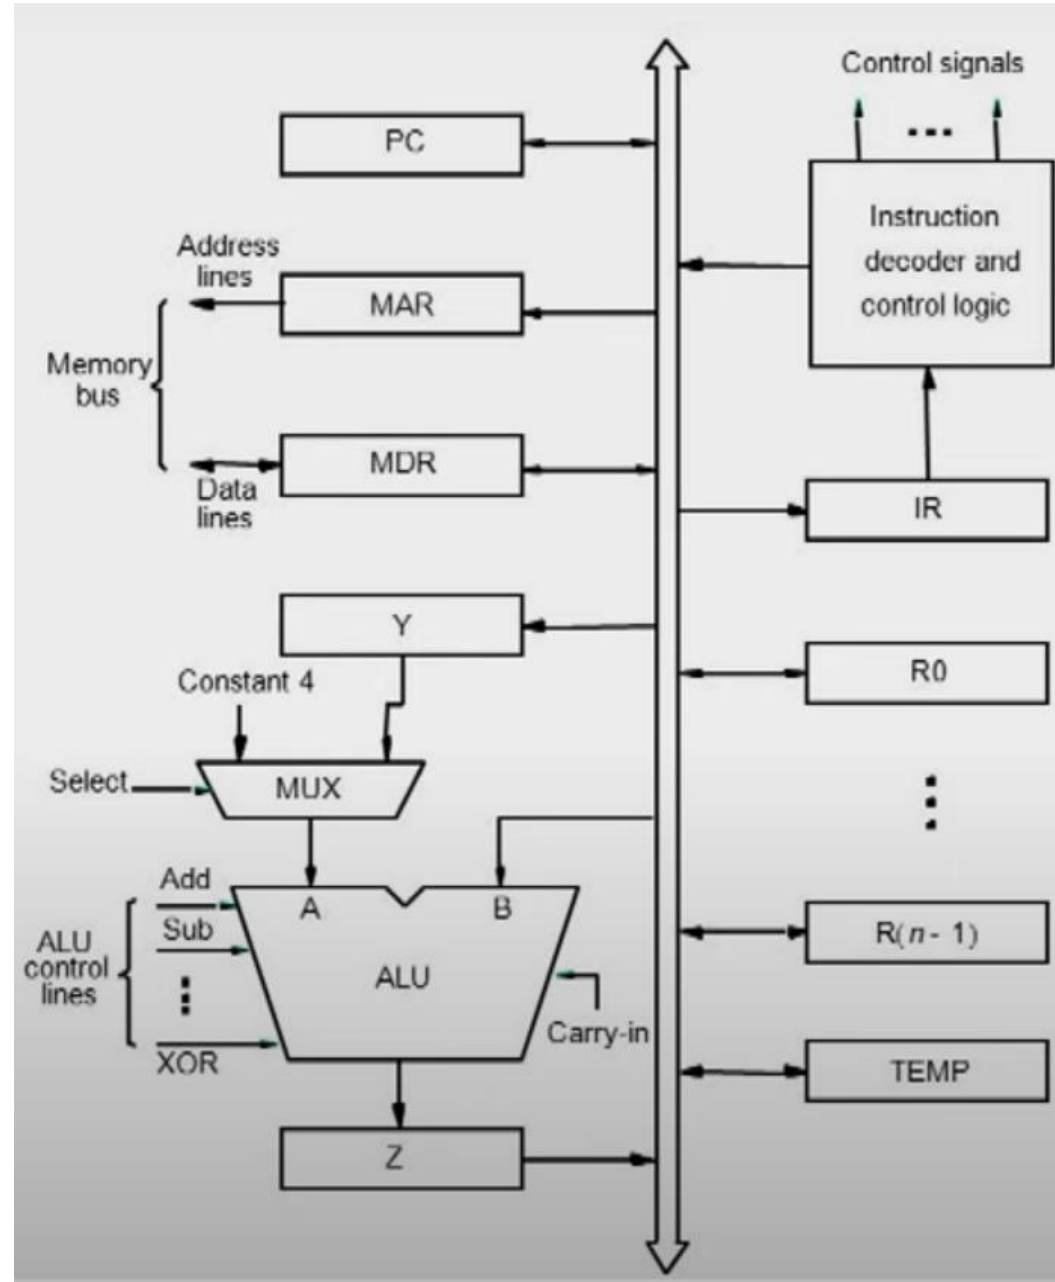 Control signals
PC
Instruction
decoder and
control logic
Address
lines
MAR
Memory
bus
MDR
Data
lines
IR
Y
R0
Constant 4
Select
MUX
Add
A
B
R(n - 1)
Sub
ALU
control
lines
ALU
Carry-in
XOR
TEMP
Z